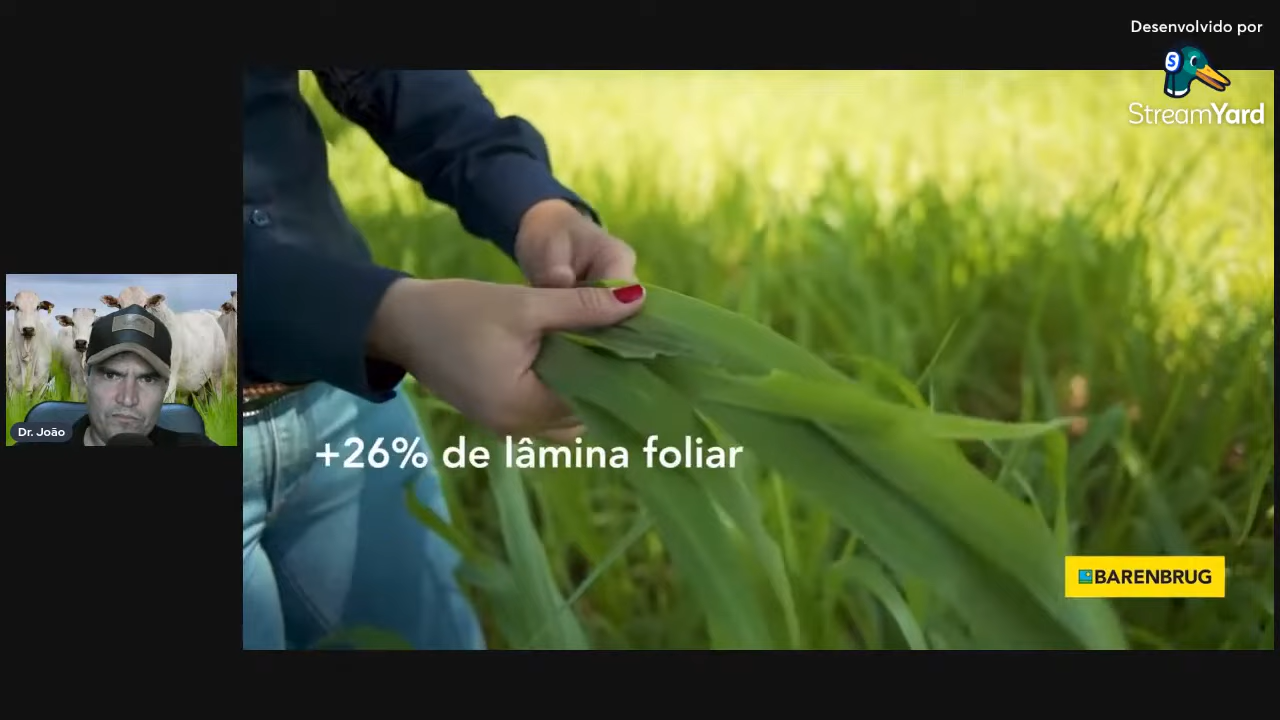 Desenvolvido por
StreamYard
Dr. João
+26% de lâmina foliar
BARENBRUG